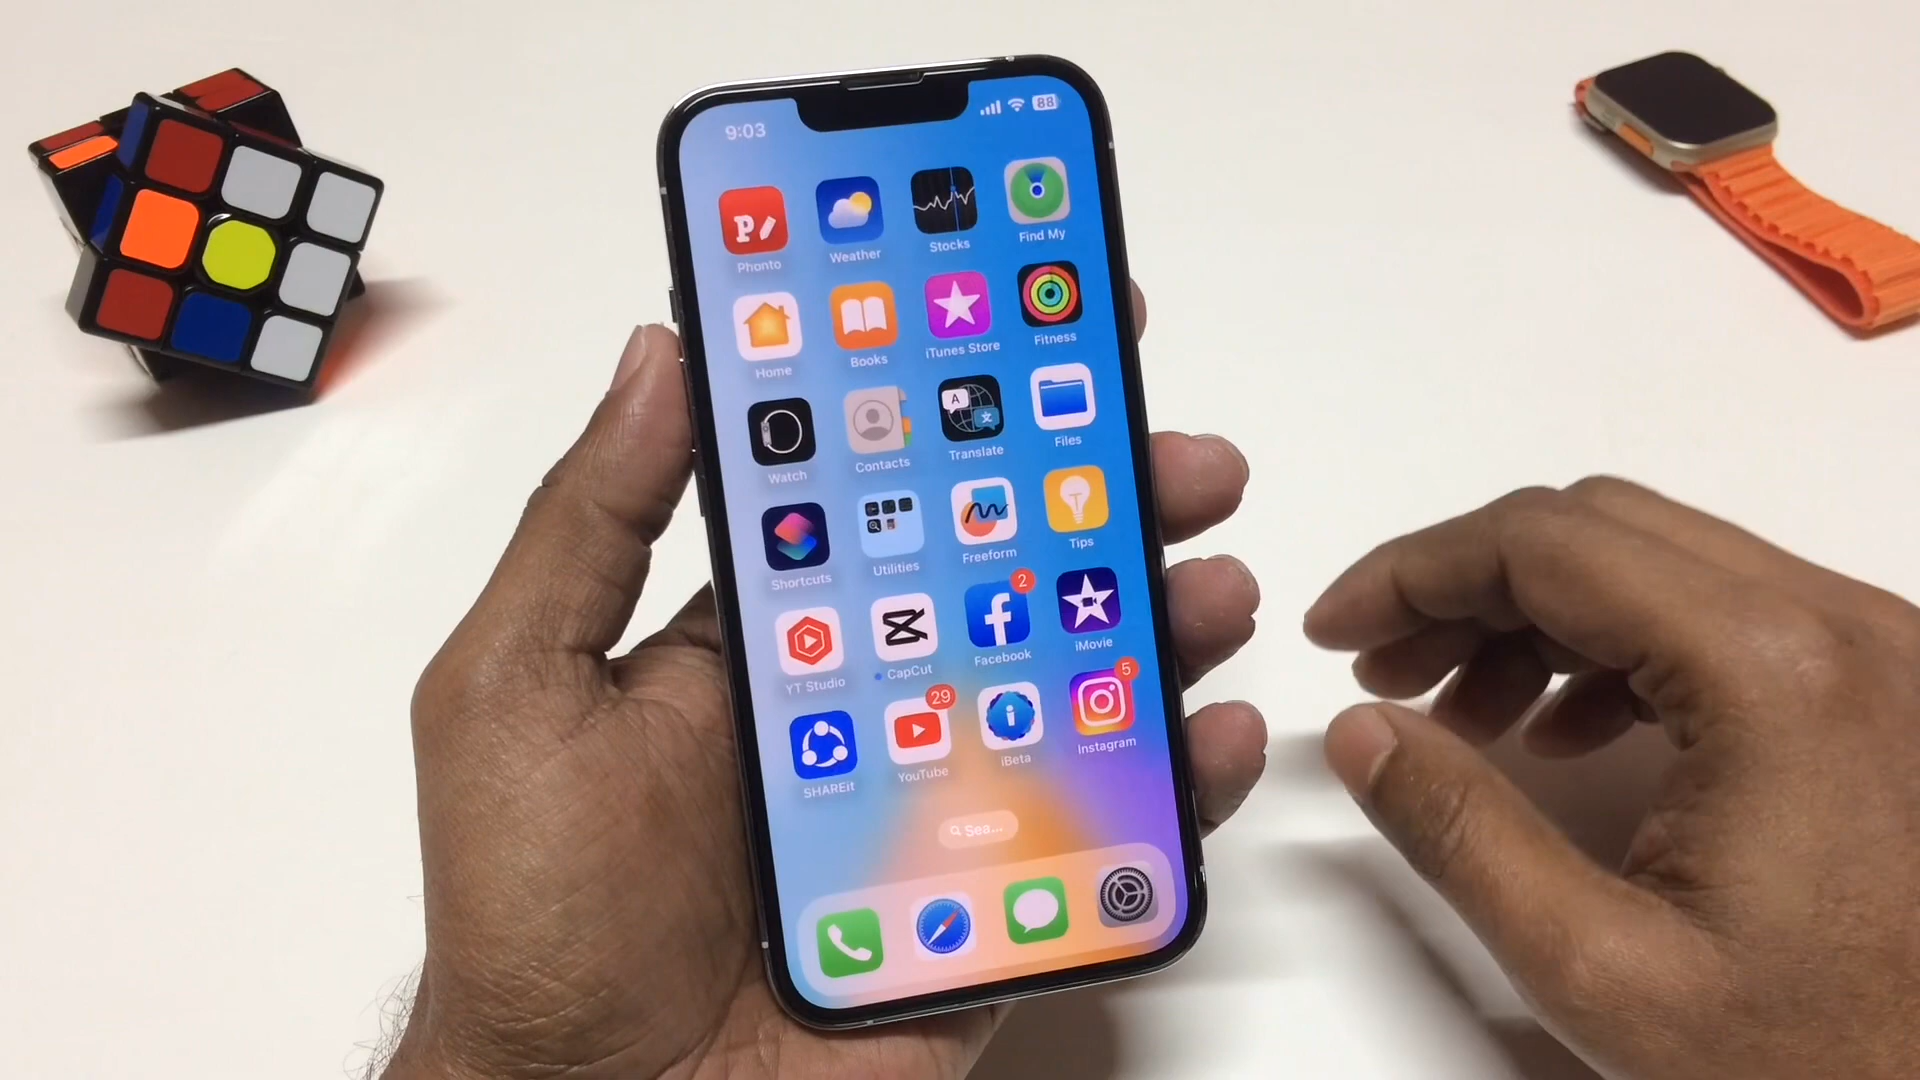 9:03
88
P
Phonto
Weather
Stocks
Find My
Home
Books
iTunes Store
Fitness
Watch
Contacts
A
文
Translate
Files
Shortcuts
Utilities
Freeform
Tips
YT Studio
CapCut
2
f
Facebook
iMovie
SHAREit
29
YouTube
i
iBeta
5
Instagram
Sea...